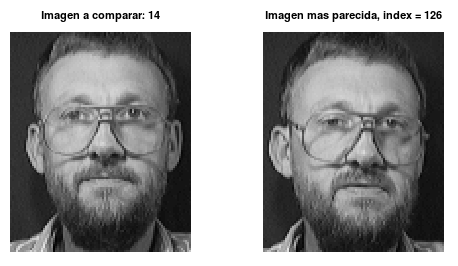 Imagen a comparar: 14
Imagen mas parecida, index = 126